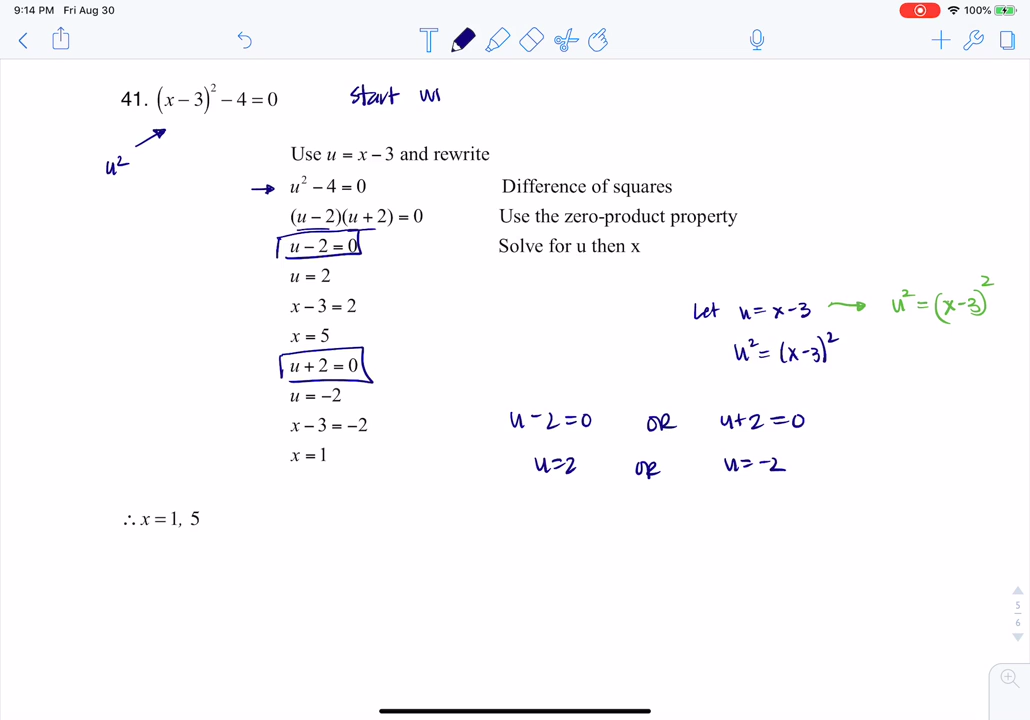 9:14 PM Fri Aug 30
100%
41. (x − 3)² − 4 = 0 start
u²
Use u = x − 3 and rewrite
→ u² − 4 = 0 Difference of squares
(u − 2)(u + 2) = 0 Use the zero-product property
u − 2 = 0 Solve for u then x
u = 2
x − 3 = 2 Let u = x − 3 → u² = (x − 3)²
x = 5 u² = (x − 3)²
u + 2 = 0
u = −2
x − 3 = −2 u − 2 = 0 OR u + 2 = 0
x = 1 u = 2 OR u = −2
∴ x = 1, 5
5
6